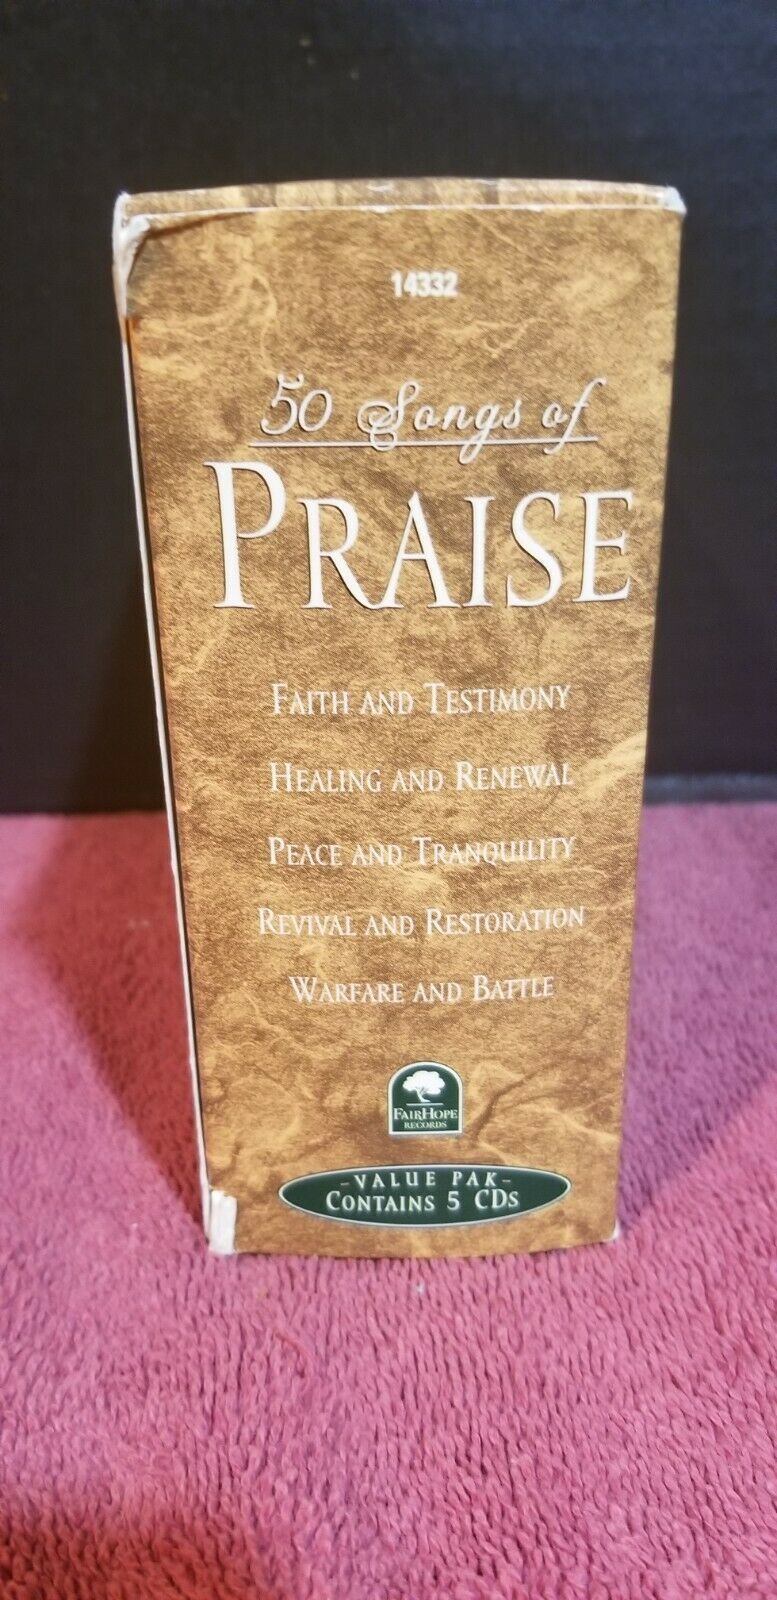 14332
50 Songs of
PRAISE
FAITH AND TESTIMONY
HEALING AND RENEWAL
PEACE AND TRANQUILITY
REVIVAL AND RESTORATION
WARFARE AND BATTLE
FAIRHOPE
RECORDS
-VALUE PAK-
CONTAINS 5 CDs